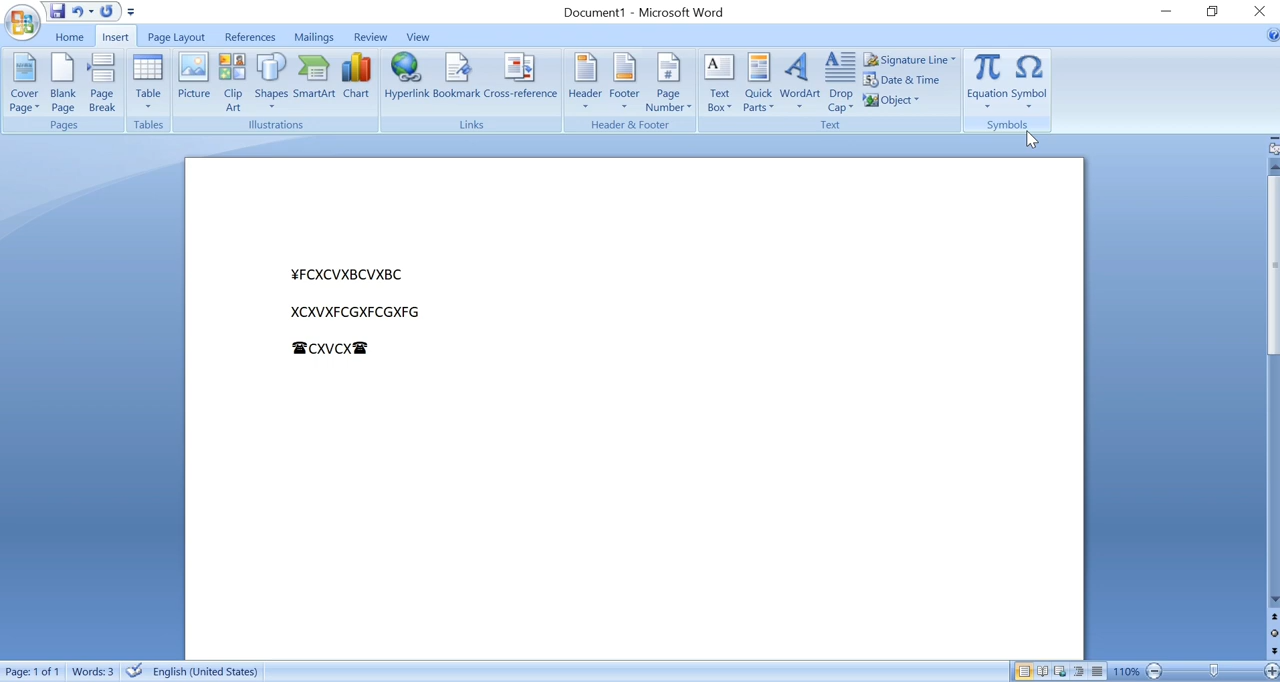 Document1 - Microsoft Word
Home Insert Page Layout References Mailings Review View
Cover Page
Blank Page
Page Break
Pages
Table
Tables
Picture
Clip Art
Shapes
SmartArt
Chart
Illustrations
Hyperlink
Bookmark
Cross-reference
Links
Header
Footer
Page Number
Header & Footer
Text Box
Quick Parts
WordArt
Drop Cap
Signature Line
Date & Time
Object
Text
Equation
Symbol
Symbols
¥FCXCVXBCVXBC
XCXVXFCGXFCGXFG
☎CXVCX☎
Page: 1 of 1 Words: 3 English (United States) 110%